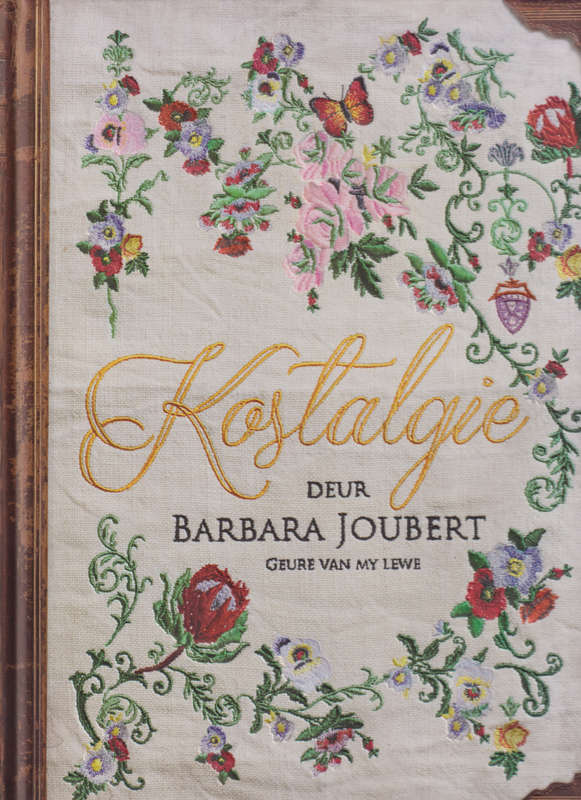 Kostalgie
DEUR
BARBARA JOUBERT
GEURE VAN MY LEWE